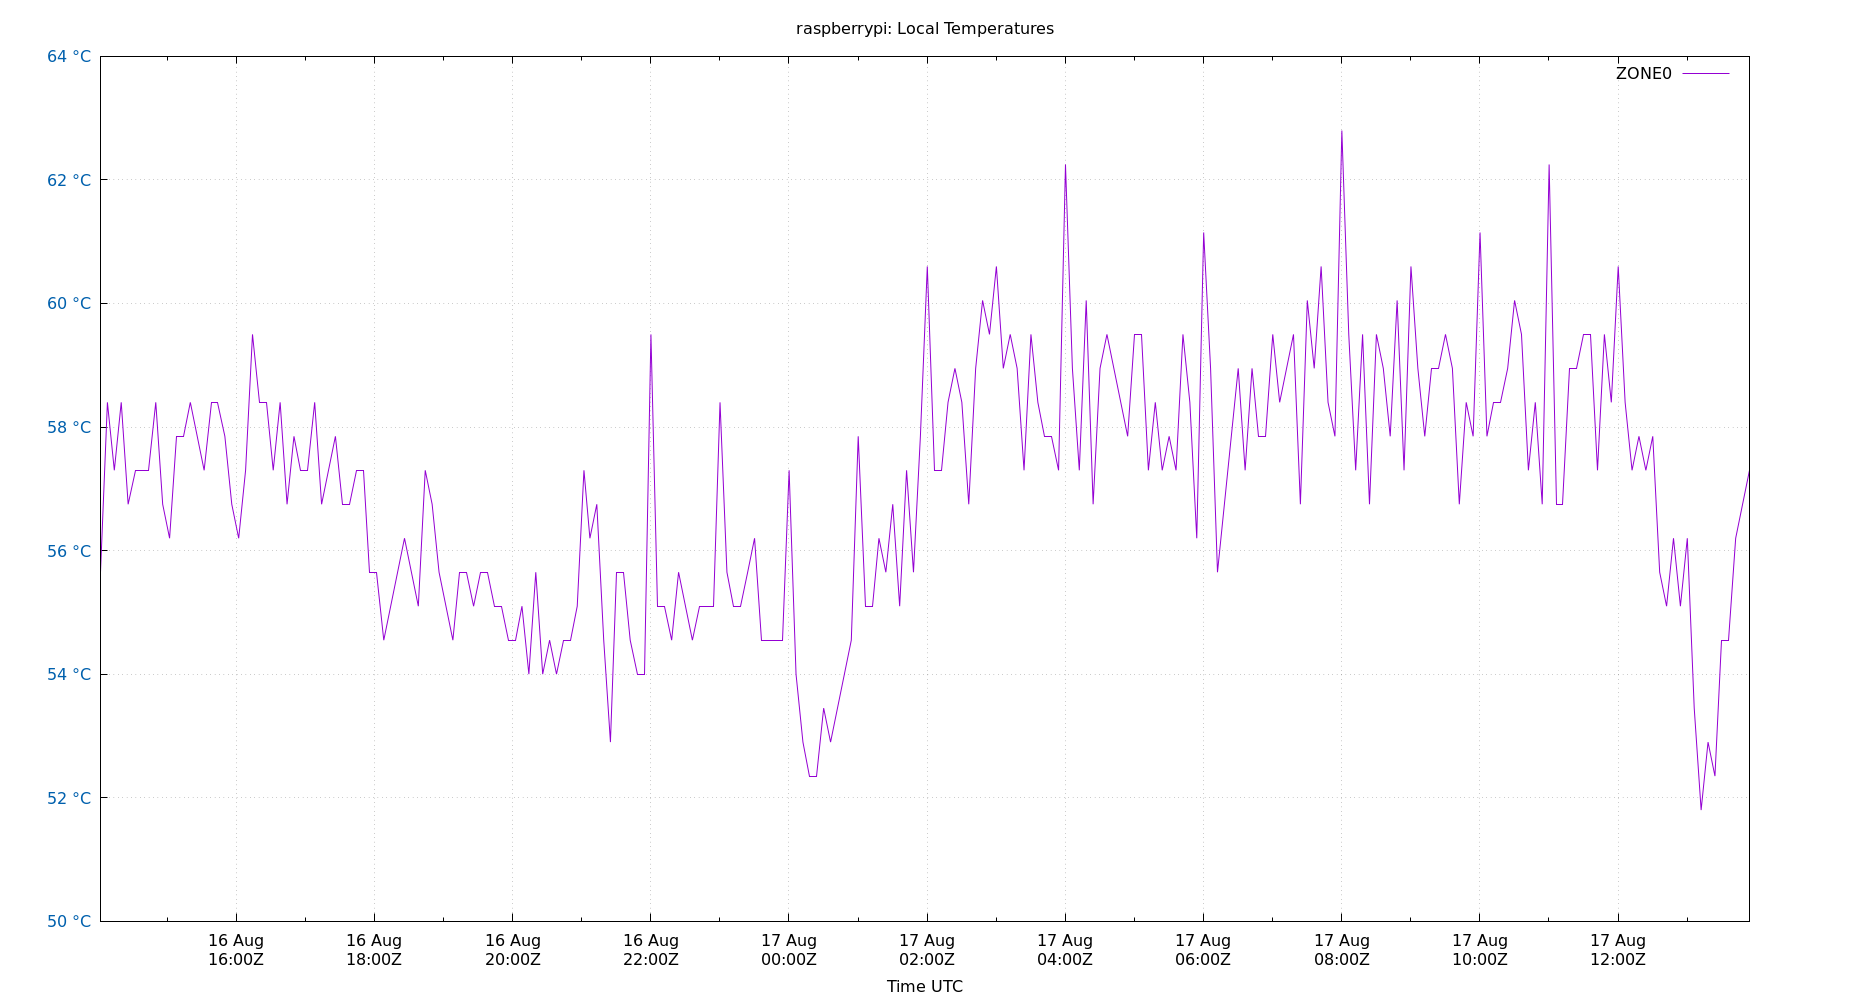 raspberrypi: Local Temperatures
64 °C
ZONE0
62 °C
60 °C
58 °C
56 °C
54 °C
52 °C
50 °C
16 Aug 16 Aug 16 Aug 16 Aug 17 Aug 17 Aug 17 Aug 17 Aug 17 Aug 17 Aug 17 Aug
16:00Z 18:00Z 20:00Z 22:00Z 00:00Z 02:00Z 04:00Z 06:00Z 08:00Z 10:00Z 12:00Z
Time UTC